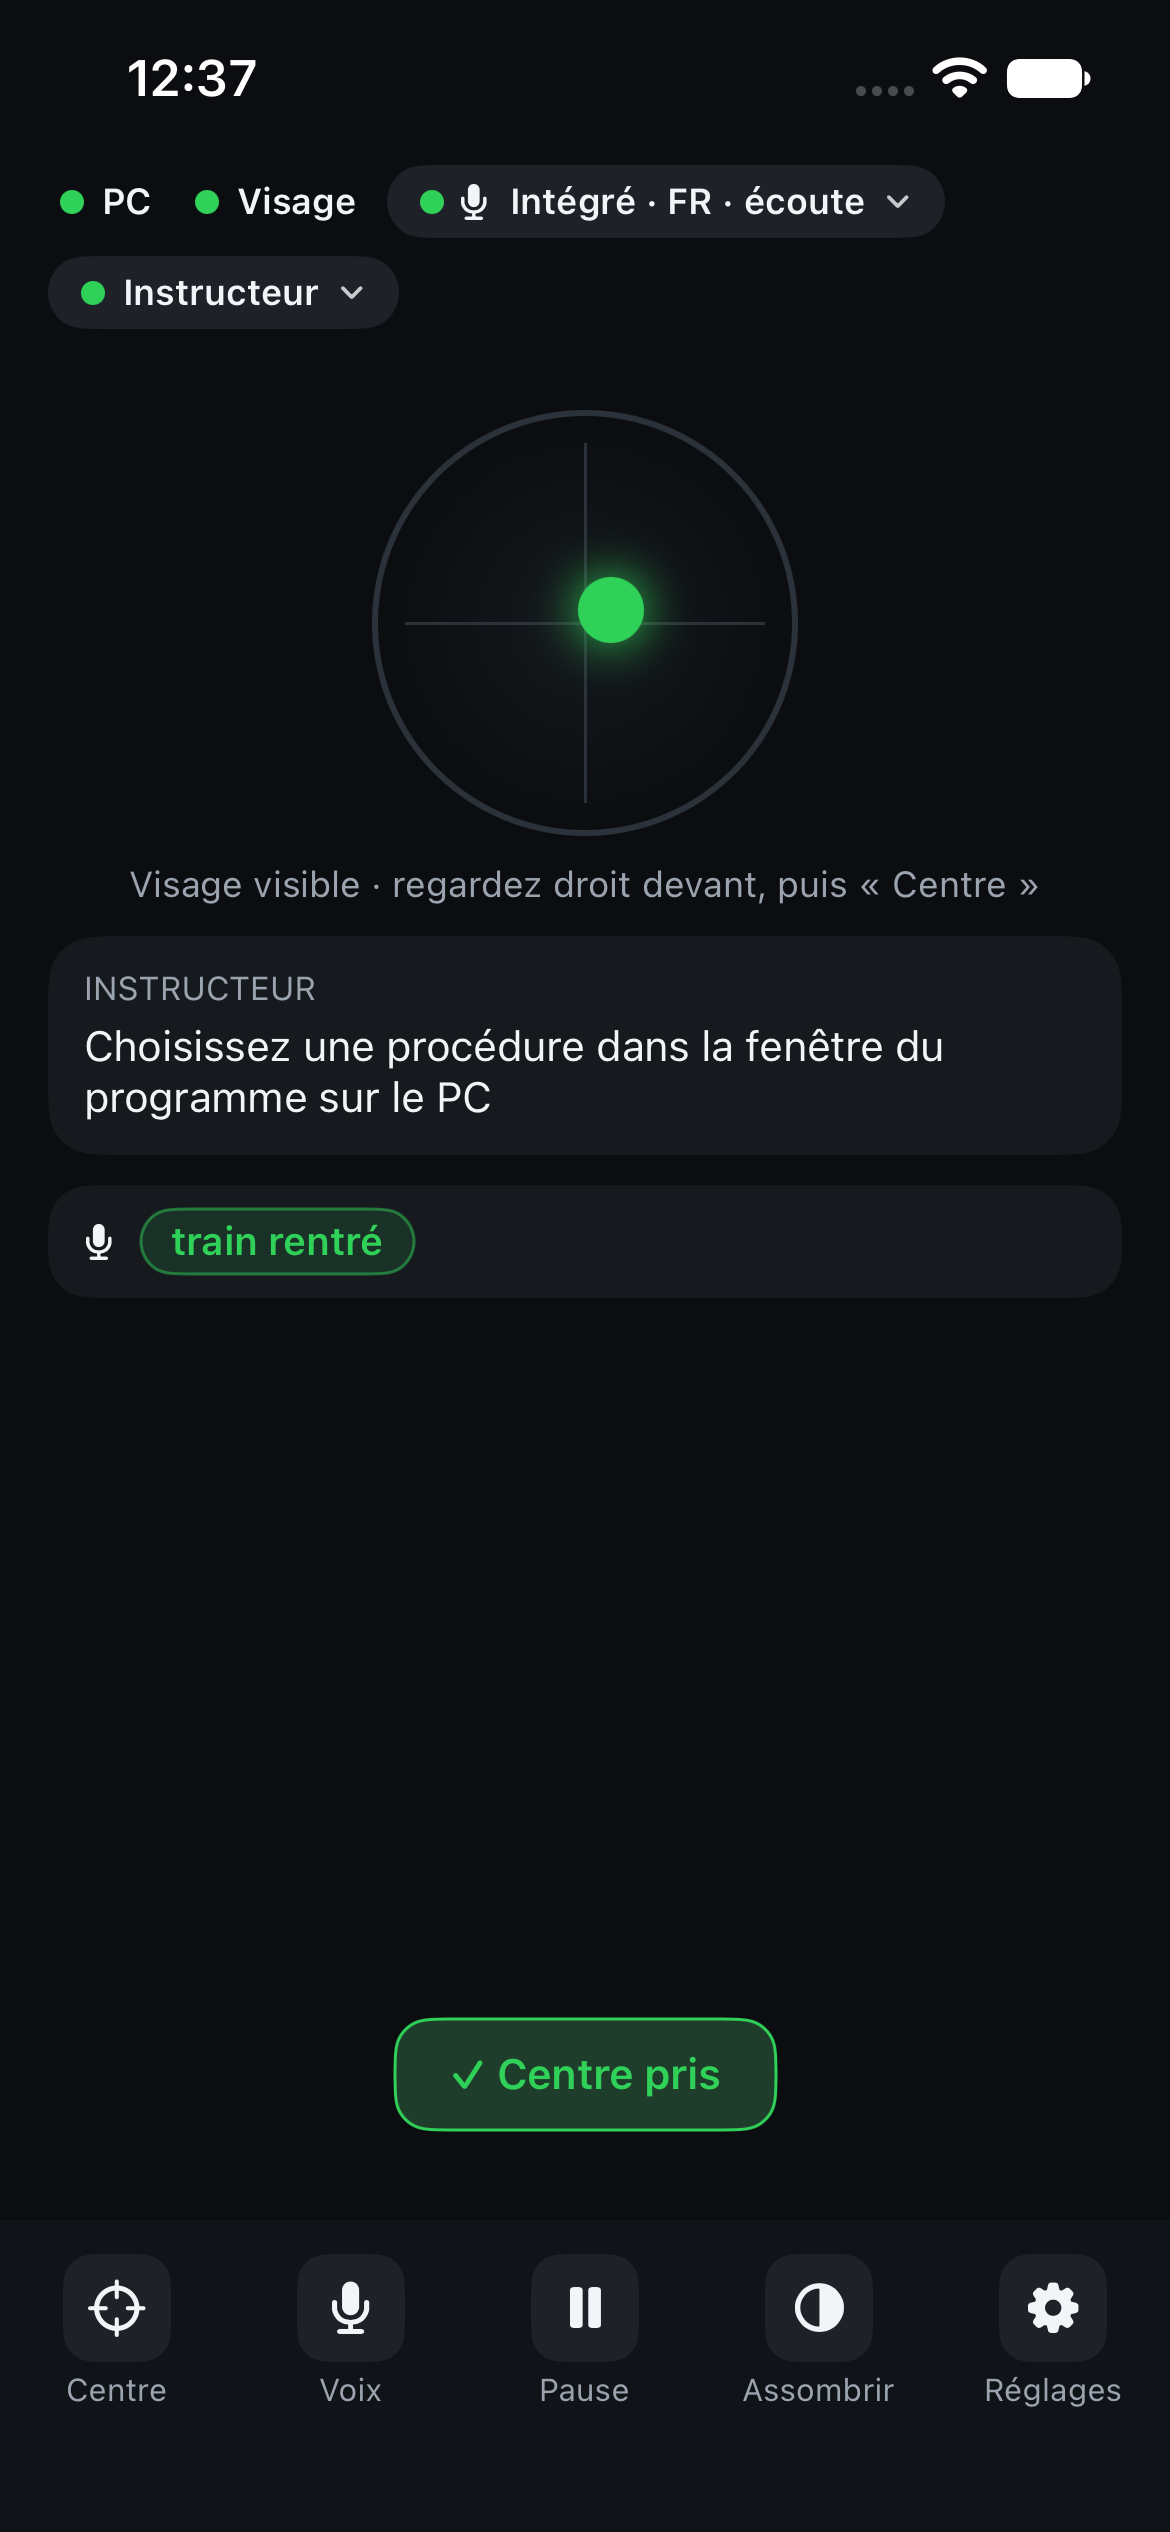 12:37
PC
Visage
Intégré · FR · écoute
Instructeur
Visage visible · regardez droit devant, puis « Centre »
INSTRUCTEUR
Choisissez une procédure dans la fenêtre du
programme sur le PC
train rentré
✓ Centre pris
Centre
Voix
Pause
Assombrir
Réglages